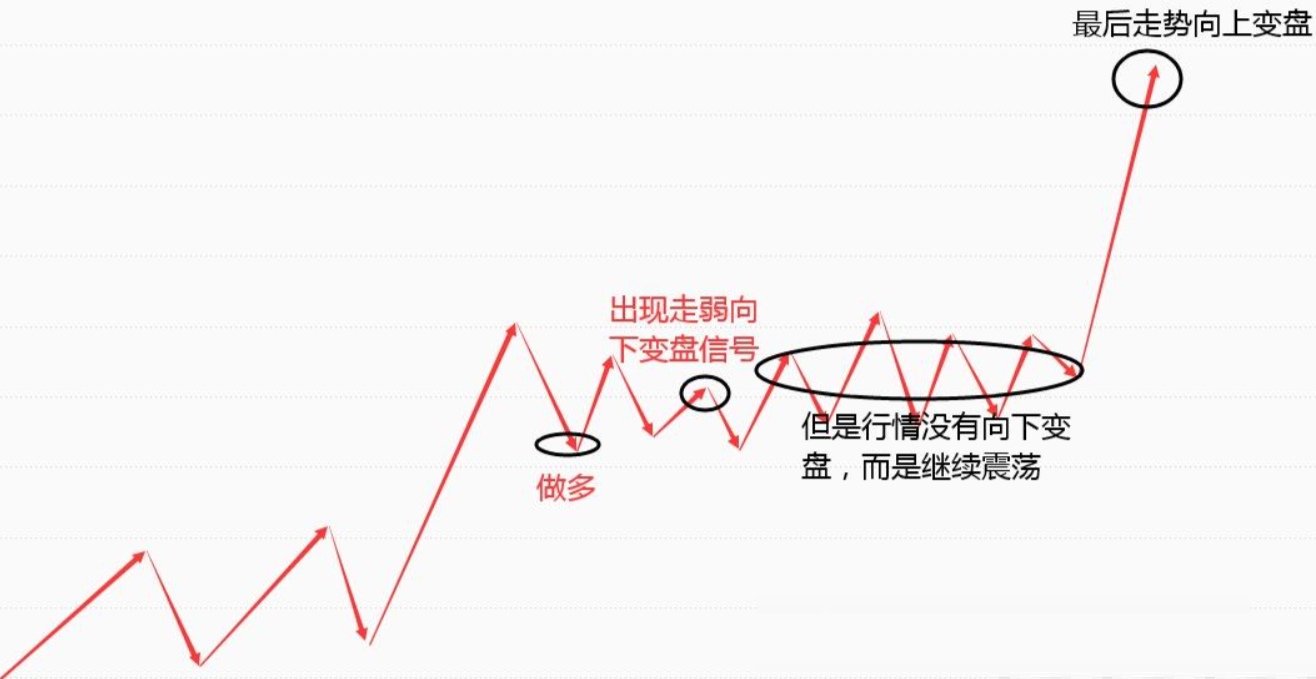 最后走势向上变盘
出现走弱向
下变盘信号
但是行情没有向下变
盘，而是继续震荡
做多